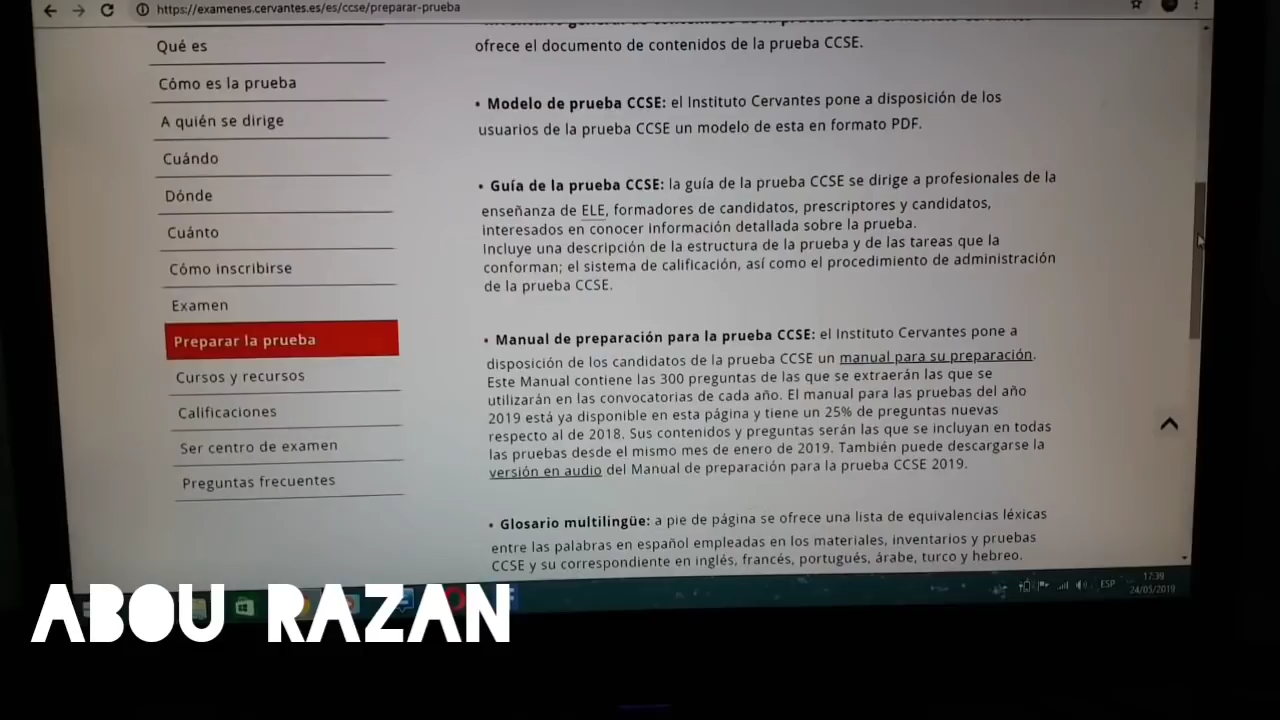 https://examenes.cervantes.es/es/ccse/preparar-prueba
Qué es
Cómo es la prueba
A quién se dirige
Cuándo
Dónde
Cuánto
Cómo inscribirse
Examen
Preparar la prueba
Cursos y recursos
Calificaciones
Ser centro de examen
Preguntas frecuentes
ofrece el documento de contenidos de la prueba CCSE.
• Modelo de prueba CCSE: el Instituto Cervantes pone a disposición de los
usuarios de la prueba CCSE un modelo de esta en formato PDF.
• Guía de la prueba CCSE: la guía de la prueba CCSE se dirige a profesionales de la
enseñanza de ELE, formadores de candidatos, prescriptores y candidatos,
interesados en conocer información detallada sobre la prueba.
Incluye una descripción de la estructura de la prueba y de las tareas que la
conforman; el sistema de calificación, así como el procedimiento de administración
de la prueba CCSE.
• Manual de preparación para la prueba CCSE: el Instituto Cervantes pone a
disposición de los candidatos de la prueba CCSE un manual para su preparación.
Este Manual contiene las 300 preguntas de las que se extraerán las que se
utilizarán en las convocatorias de cada año. El manual para las pruebas del año
2019 está ya disponible en esta página y tiene un 25% de preguntas nuevas
respecto al de 2018. Sus contenidos y preguntas serán las que se incluyan en todas
las pruebas desde el mismo mes de enero de 2019. También puede descargarse la
versión en audio del Manual de preparación para la prueba CCSE 2019.
• Glosario multilingüe: a pie de página se ofrece una lista de equivalencias léxicas
entre las palabras en español empleadas en los materiales, inventarios y pruebas
CCSE y su correspondiente en inglés, francés, portugués, árabe, turco y hebreo.
ESP
17:39
24/05/2019
ABOU RAZAN